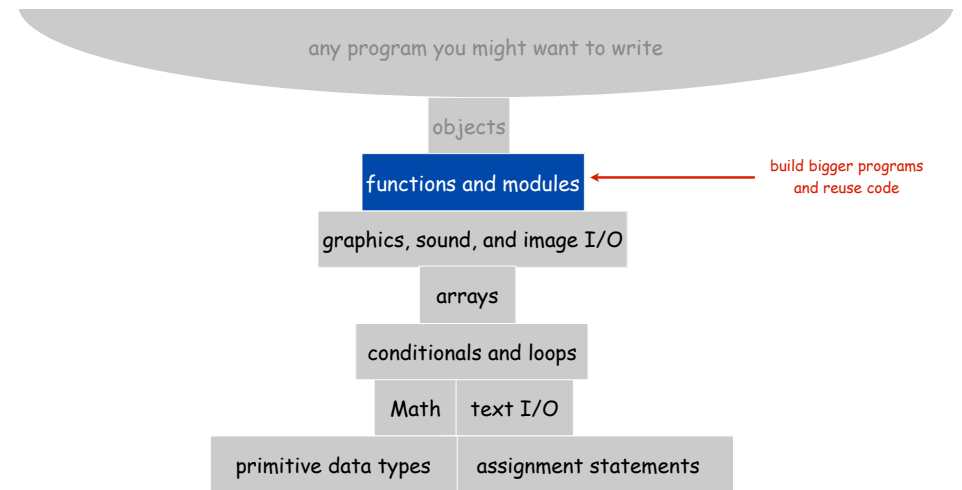 any program you might want to write
objects
functions and modules
build bigger programs
and reuse code
graphics, sound, and image I/O
arrays
conditionals and loops
Math
text I/O
primitive data types
assignment statements